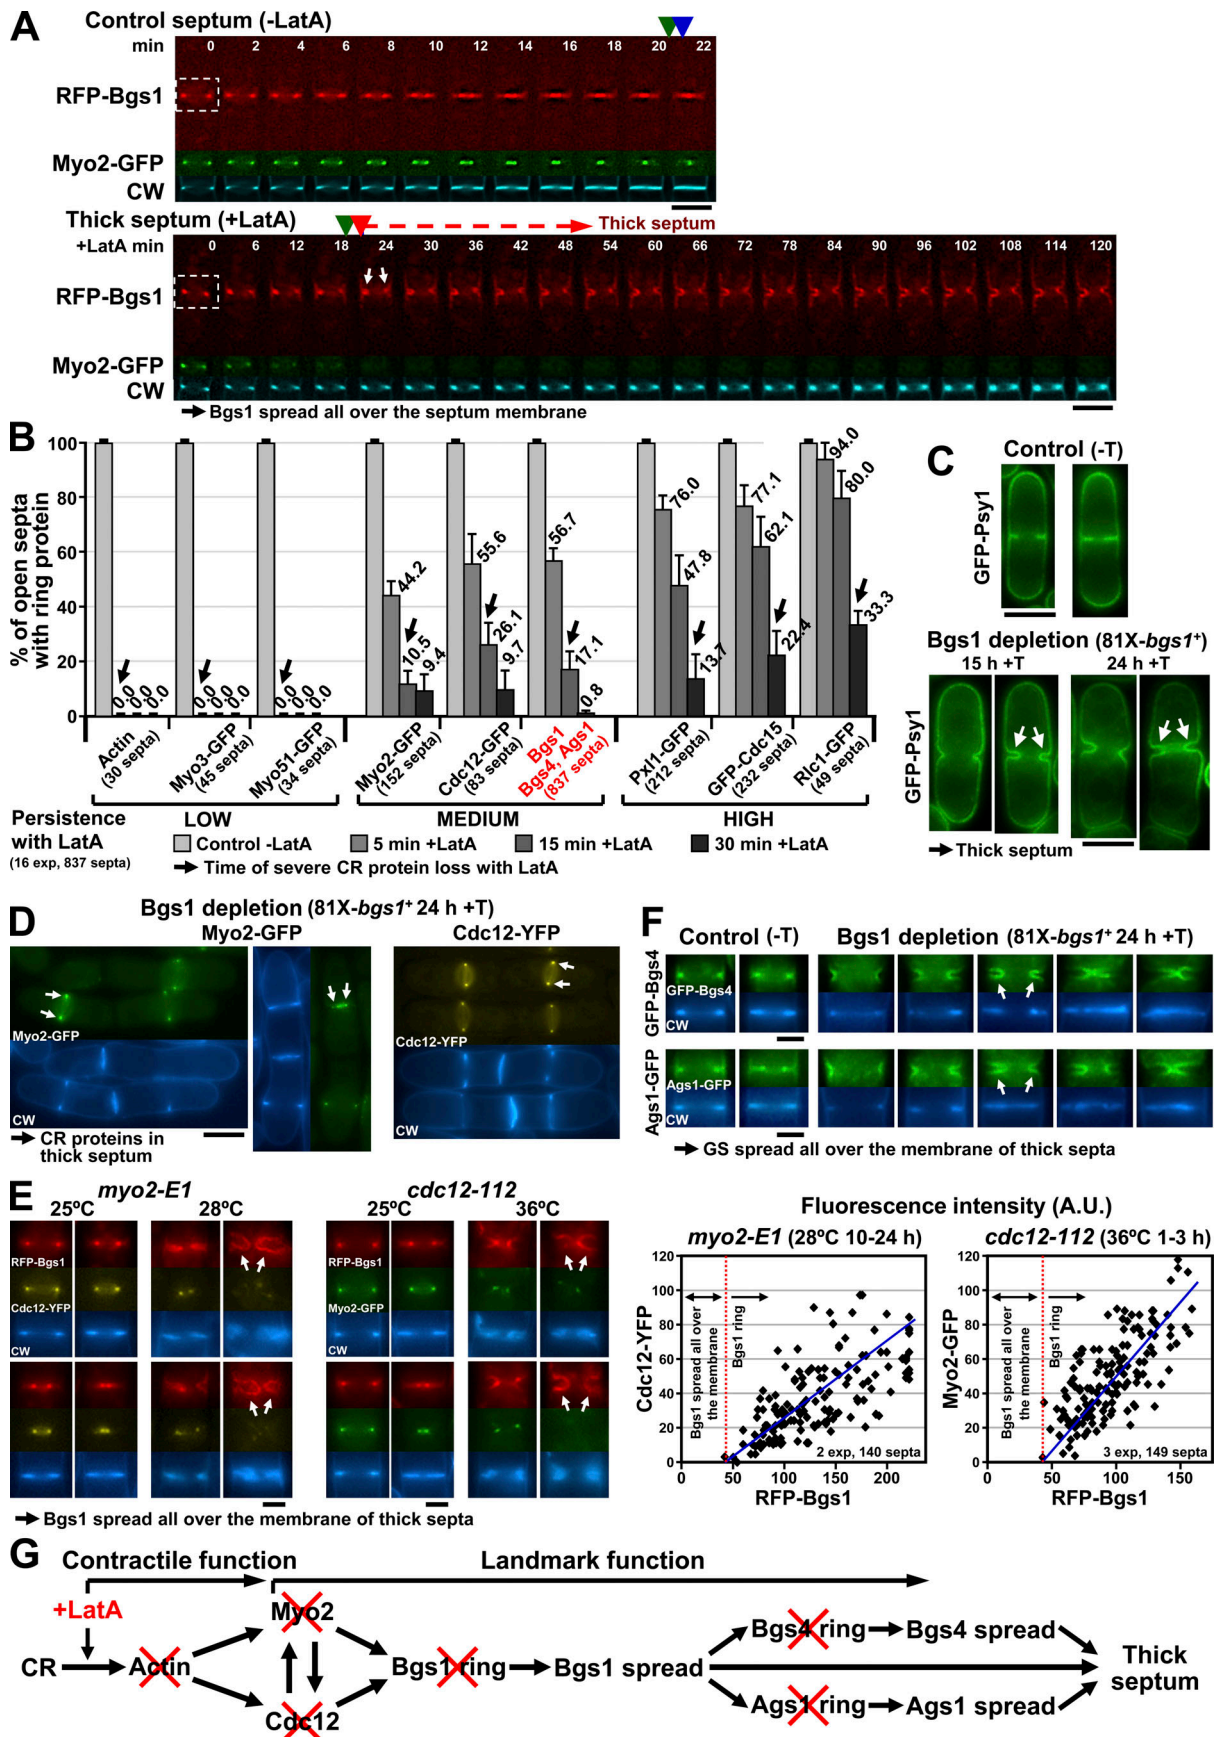 A
Control septum (-LatA)
min 0 2 4 6 8 10 12 14 16 18 20 22
RFP-Bgs1
Myo2-GFP
CW
Thick septum (+LatA)
Thick septum
+LatA min 0 6 12 18 24 30 36 42 48 54 60 66 72 78 84 90 96 102 108 114 120
RFP-Bgs1
Myo2-GFP
CW
Bgs1 spread all over the septum membrane
B
% of open septa
with ring protein
100
80
60
40
20
0
0.0 0.0 0.0
0.0 0.0 0.0
0.0 0.0 0.0
44.2 10.5 9.4
55.6 26.1 9.7
56.7 17.1 0.8
76.0 47.8 13.7
77.1 62.1 22.4
94.0 80.0 33.3
Actin
(30 septa)
Myo3-GFP
(45 septa)
Myo51-GFP
(34 septa)
Myo2-GFP
(152 septa)
Cdc12-GFP
(83 septa)
Bgs1
Bgs4, Ags1
(837 septa)
Pxl1-GFP
(212 septa)
GFP-Cdc15
(232 septa)
Rlc1-GFP
(49 septa)
Persistence
with LatA
(16 exp, 837 septa)
LOW MEDIUM HIGH
Control -LatA 5 min +LatA 15 min +LatA 30 min +LatA
Time of severe CR protein loss with LatA
C
Control (-T)
GFP-Psy1
Bgs1 depletion (81X-bgs1+)
15 h +T 24 h +T
GFP-Psy1
Thick septum
D
Bgs1 depletion (81X-bgs1+ 24 h +T)
Myo2-GFP Cdc12-YFP
Myo2-GFP
Cdc12-YFP
CW
CW
CR proteins in
thick septum
F
Control (-T) Bgs1 depletion (81X-bgs1+ 24 h +T)
GFP-Bgs4
GFP-Bgs4
CW
Ags1-GFP
Ags1-GFP
CW
GS spread all over the membrane of thick septa
E
myo2-E1 cdc12-112
25ºC 28ºC 25ºC 36ºC
RFP-Bgs1 RFP-Bgs1
Cdc12-YFP Myo2-GFP
CW CW
Bgs1 spread all over the membrane of thick septa
Fluorescence intensity (A.U.)
myo2-E1 (28ºC 10-24 h)
Cdc12-YFP
120
100
80
60
40
20
0
Bgs1 spread all over
the membrane
Bgs1 ring
2 exp, 140 septa
0 50 100 150 200
RFP-Bgs1
cdc12-112 (36ºC 1-3 h)
Myo2-GFP
120
100
80
60
40
20
0
Bgs1 spread all over
the membrane
Bgs1 ring
3 exp, 149 septa
0 50 100 150
RFP-Bgs1
G
Contractile function Landmark function
+LatA
Myo2
Bgs4 ring Bgs4 spread
CR Actin Bgs1 ring Bgs1 spread Thick
septum
Cdc12
Ags1 ring Ags1 spread